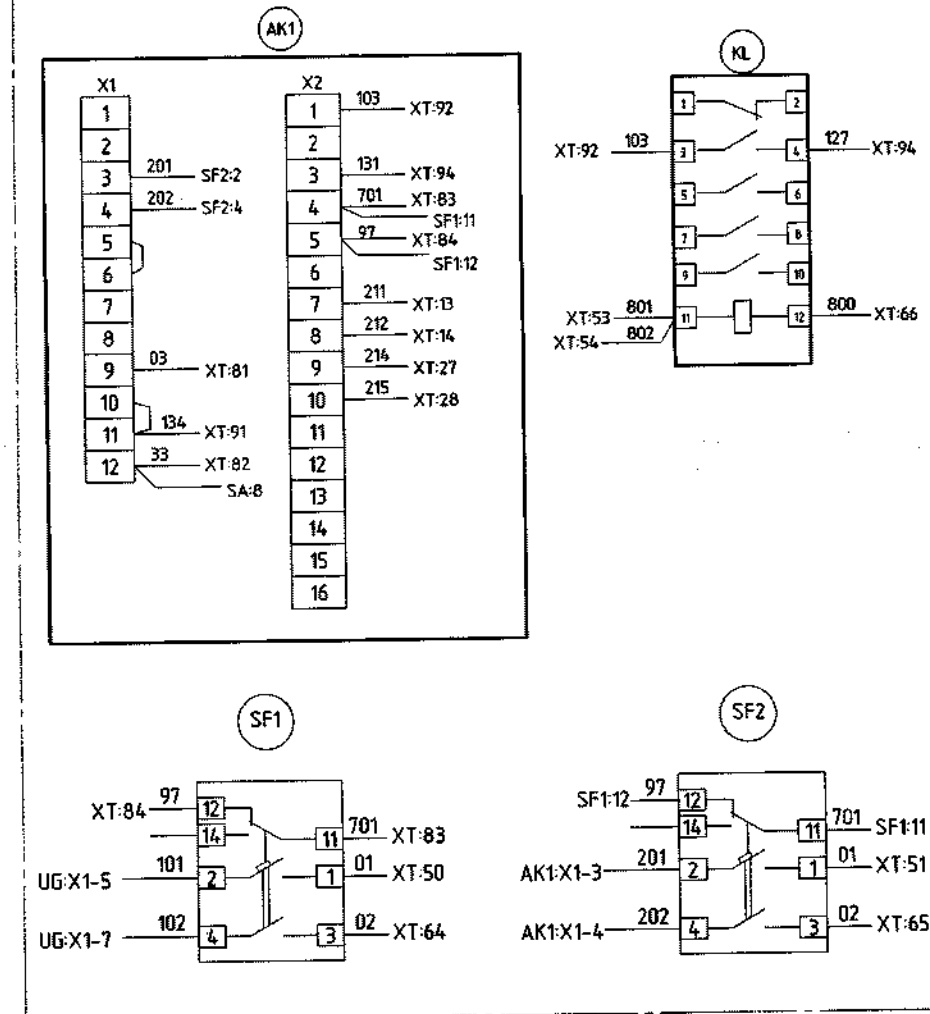 AK1
X1
1
2
3 201 SF2:2
4 202 SF2:4
5
6
7
8
9 03 XT:81
10
11 134 XT:91
12 33 XT:82
SA:8
X2
1 103 XT:92
2
3 131 XT:94
4 701 XT:83
SF1:11
5 97 XT:84
SF1:12
6
7 211 XT:13
8 212 XT:14
9 214 XT:27
10 215 XT:28
11
12
13
14
15
16
KL
1 2
XT:92 103 3 4 127 XT:94
5 6
7 8
9 10
XT:53 801 11 12 800 XT:66
XT:54 802
SF1
XT:84 97 12
14 11 701 XT:83
UG:X1-5 101 2 1 01 XT:50
UG:X1-7 102 4 3 02 XT:64
SF2
SF1:12 97 12
14 11 701 SF1:11
AK1:X1-3 201 2 1 01 XT:51
AK1:X1-4 202 4 3 02 XT:65